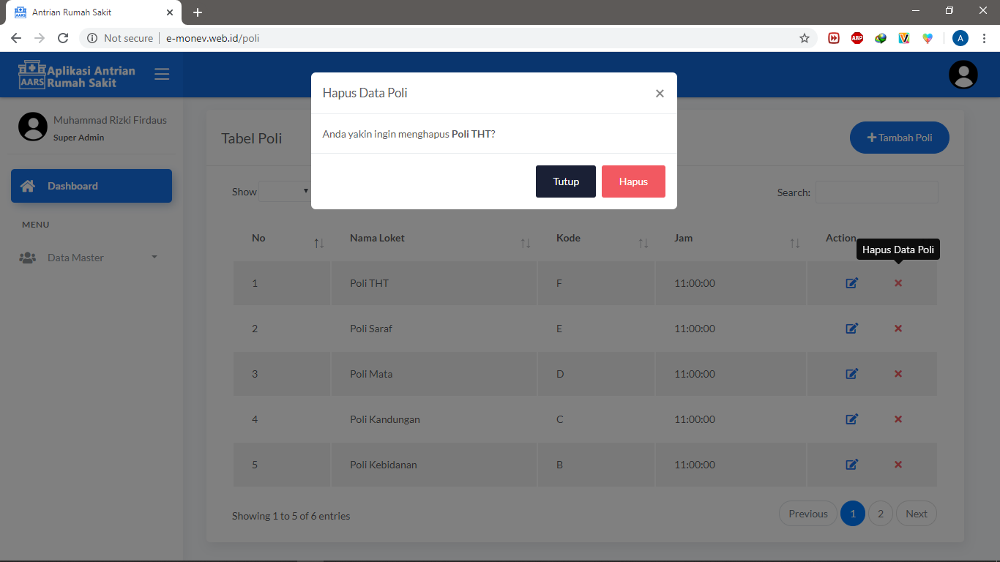 Antrian Rumah Sakit
Not secure
e-monev.web.id/poli
ABP
A
AARS
Aplikasi Antrian
Rumah Sakit
Muhammad Rizki Firdaus
Super Admin
Dashboard
MENU
Data Master
Hapus Data Poli
Anda yakin ingin menghapus Poli THT?
Tutup
Hapus
Tabel Poli
Tambah Poli
Show
Search:
No Nama Loket Kode Jam Action
Hapus Data Poli
1 Poli THT F 11:00:00
2 Poli Saraf E 11:00:00
3 Poli Mata D 11:00:00
4 Poli Kandungan C 11:00:00
5 Poli Kebidanan B 11:00:00
Showing 1 to 5 of 6 entries
Previous 1 2 Next